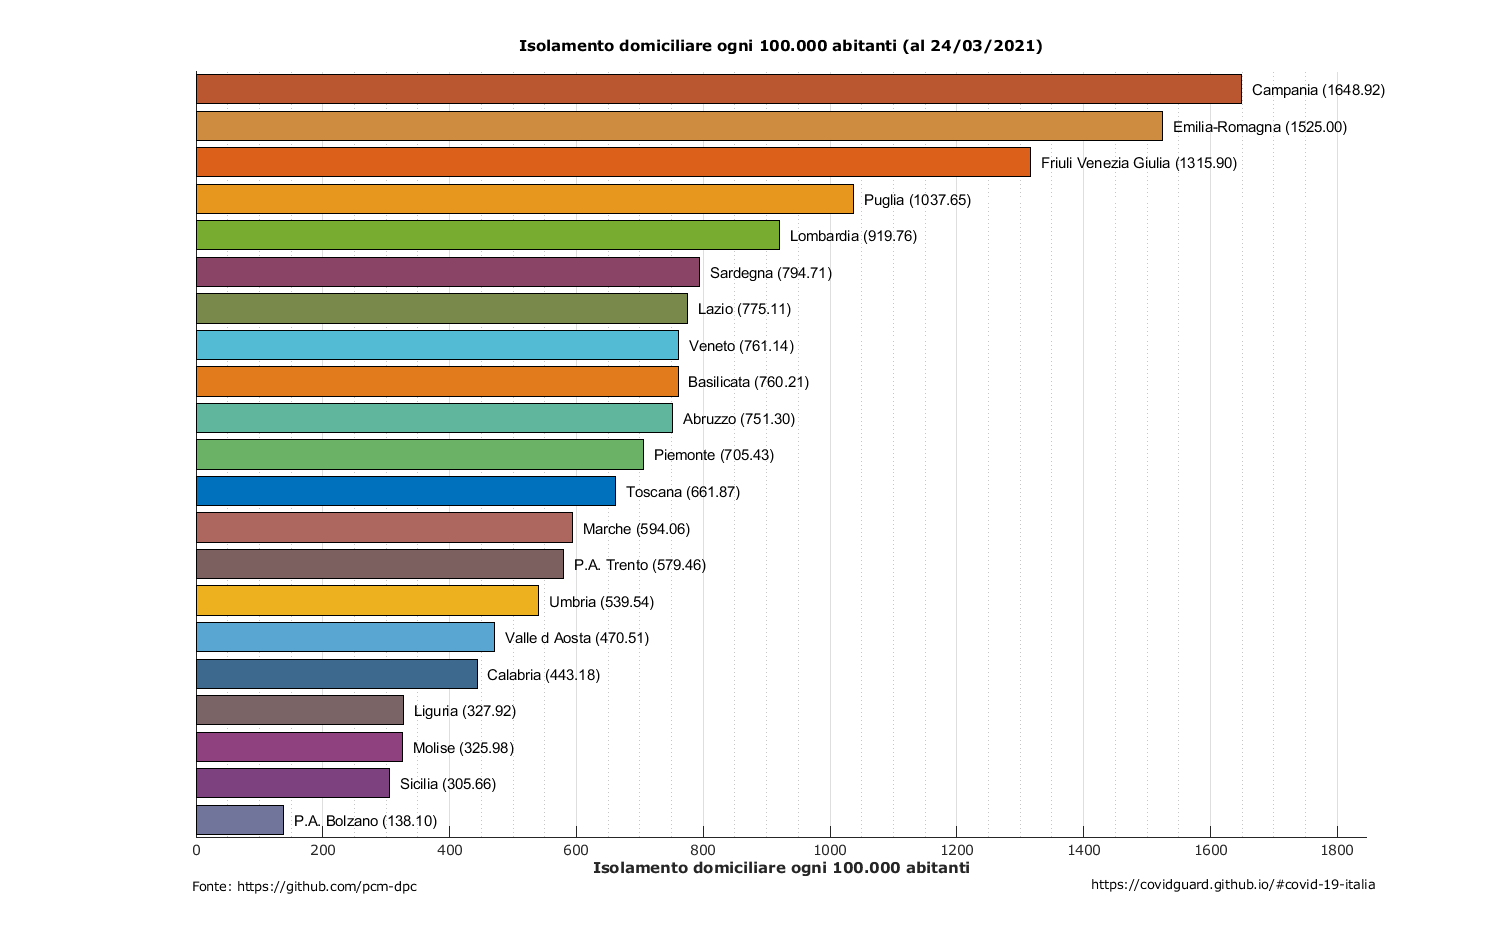 Isolamento domiciliare ogni 100.000 abitanti (al 24/03/2021)
Campania (1648.92)
Emilia-Romagna (1525.00)
Friuli Venezia Giulia (1315.90)
Puglia (1037.65)
Lombardia (919.76)
Sardegna (794.71)
Lazio (775.11)
Veneto (761.14)
Basilicata (760.21)
Abruzzo (751.30)
Piemonte (705.43)
Toscana (661.87)
Marche (594.06)
P.A. Trento (579.46)
Umbria (539.54)
Valle d Aosta (470.51)
Calabria (443.18)
Liguria (327.92)
Molise (325.98)
Sicilia (305.66)
P.A. Bolzano (138.10)
0 200 400 600 800 1000 1200 1400 1600 1800
Isolamento domiciliare ogni 100.000 abitanti
Fonte: https://github.com/pcm-dpc
https://covidguard.github.io/#covid-19-italia